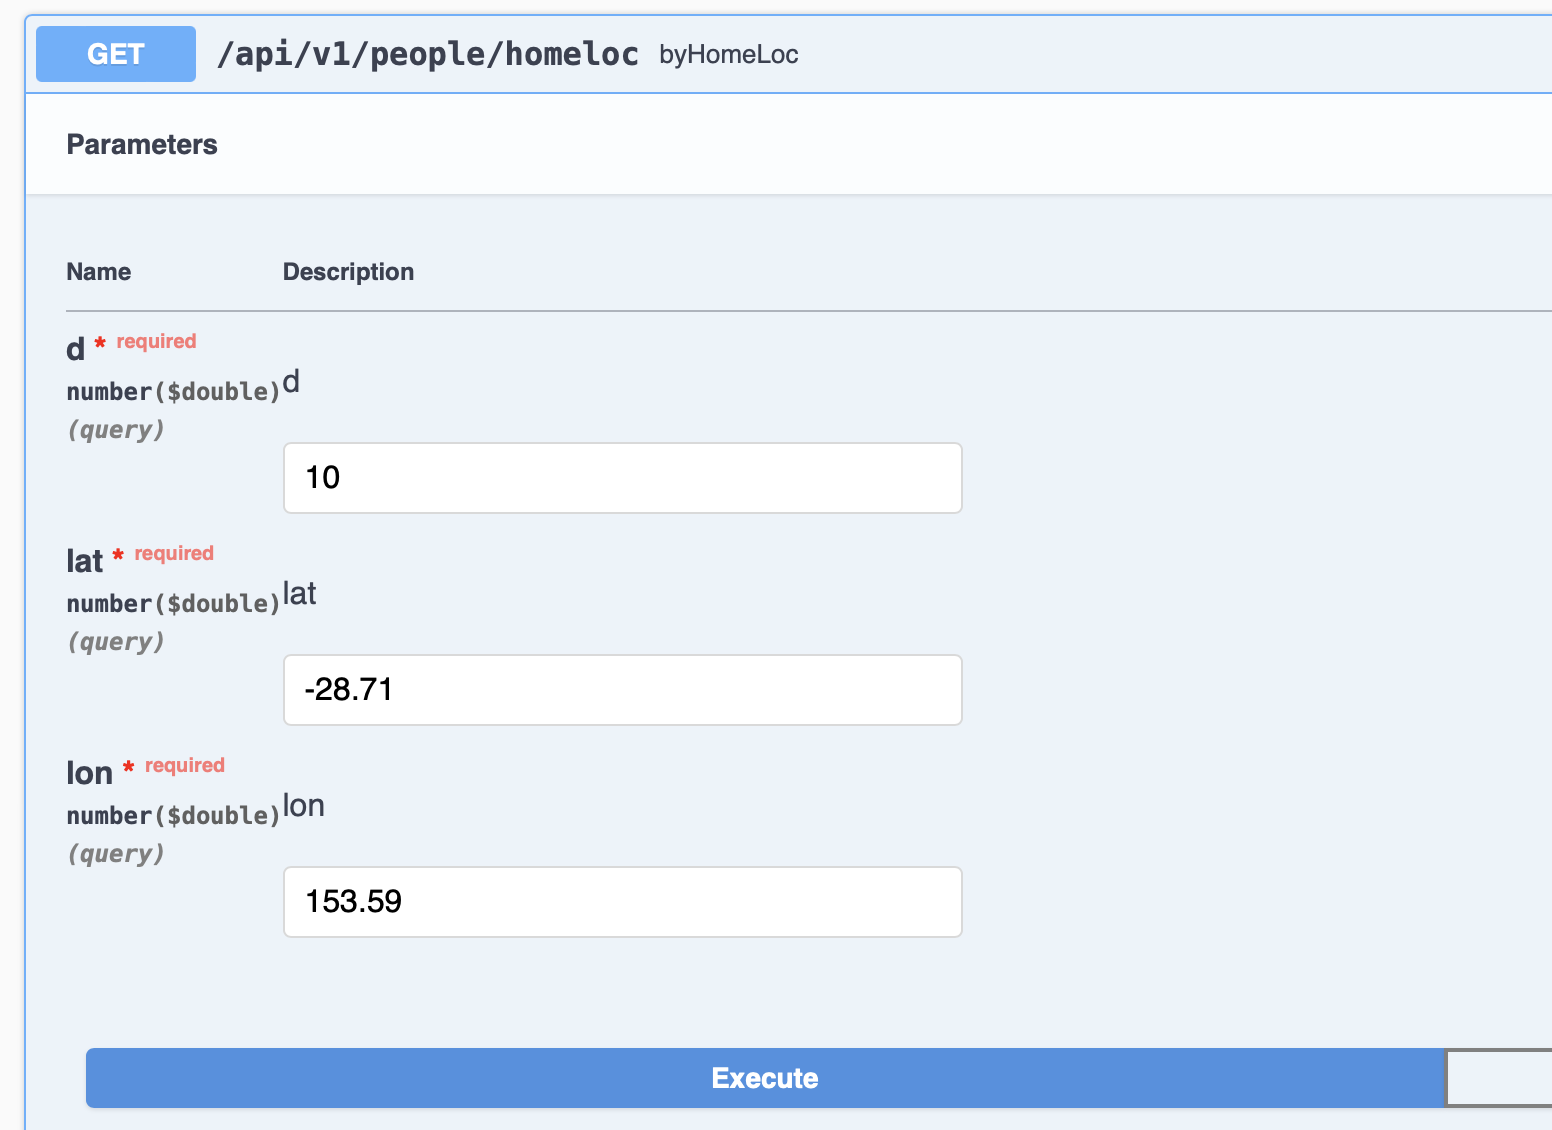 GET /api/v1/people/homeloc byHomeLoc
Parameters
Name Description
d * required
number($double)
(query)
d
10
lat * required
number($double)
(query)
lat
-28.71
lon * required
number($double)
(query)
lon
153.59
Execute